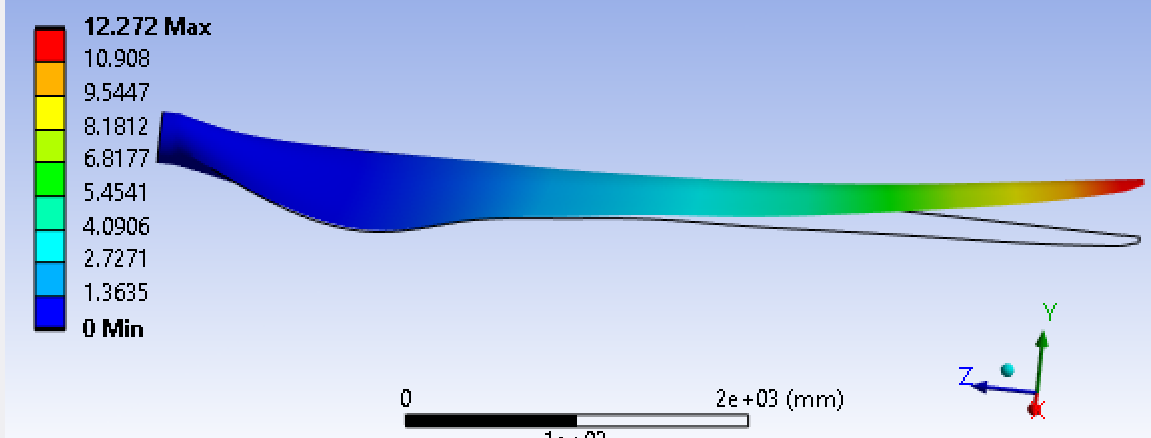 12.272 Max
10.908
9.5447
8.1812
6.8177
5.4541
4.0906
2.7271
1.3635
0 Min
Y
Z
X
0 2e+03 (mm)